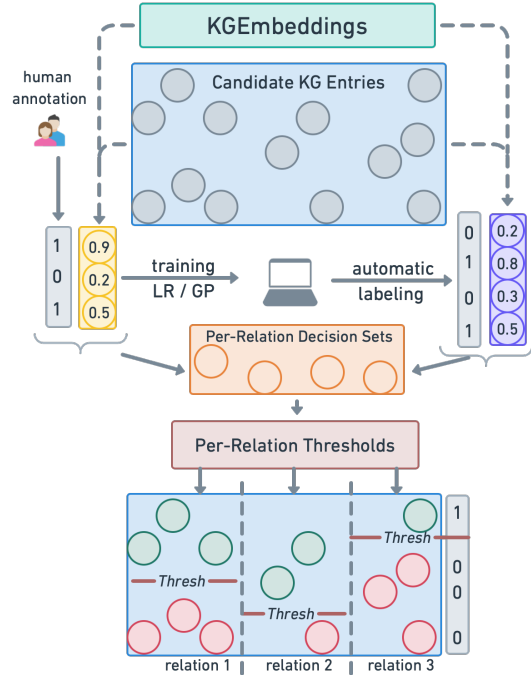 KGEmbeddings
human
annotation
Candidate KG Entries
1
0
1
0.9
0.2
0.5
training
LR / GP
automatic
labeling
0
1
0
1
0.2
0.8
0.3
0.5
Per-Relation Decision Sets
Per-Relation Thresholds
Thresh
Thresh
Thresh
1
0
0
0
relation 1
relation 2
relation 3